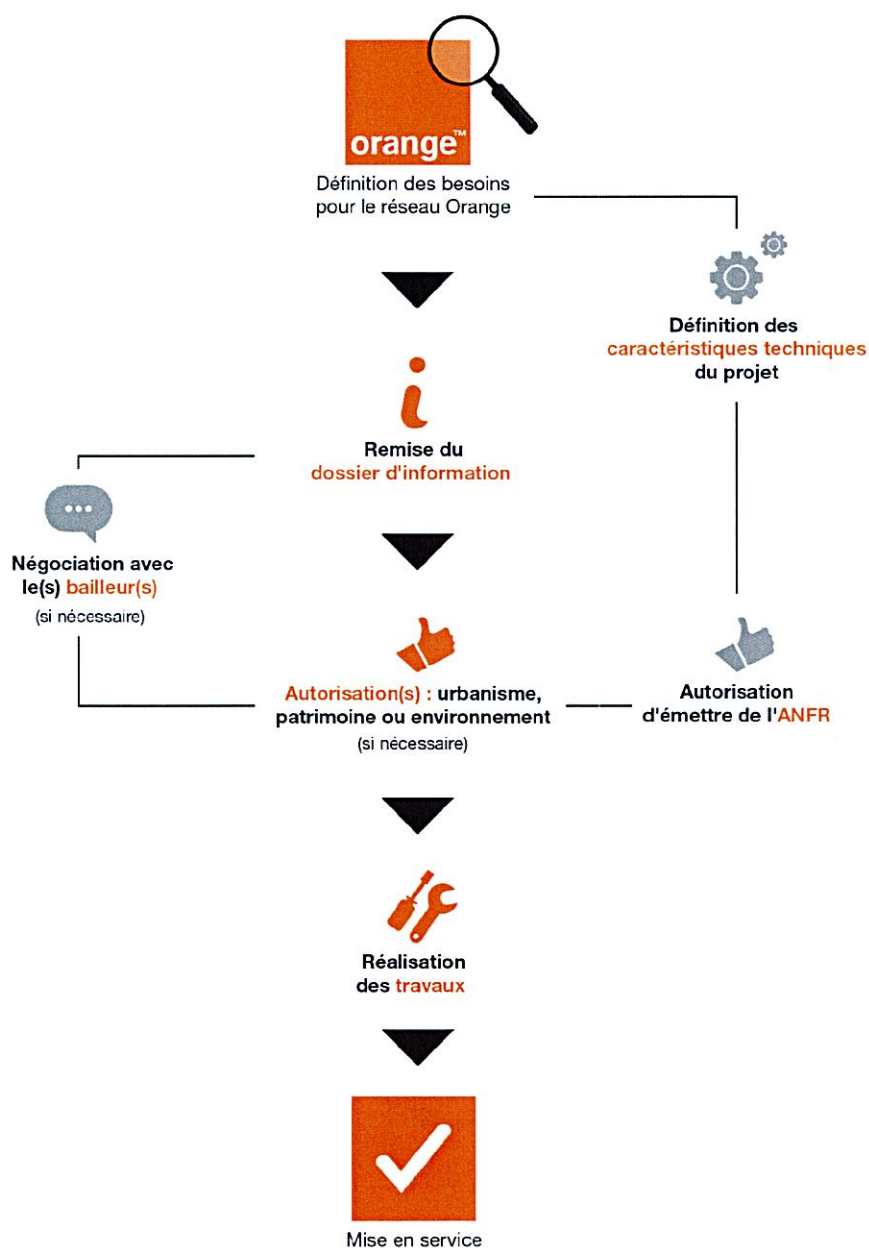 orange™
Définition des besoins
pour le réseau Orange
Définition des
caractéristiques techniques
du projet
Remise du
dossier d'information
Négociation avec
le(s) bailleur(s)
(si nécessaire)
Autorisation(s) : urbanisme,
patrimoine ou environnement
(si nécessaire)
Autorisation
d'émettre de l'ANFR
Réalisation
des travaux
Mise en service